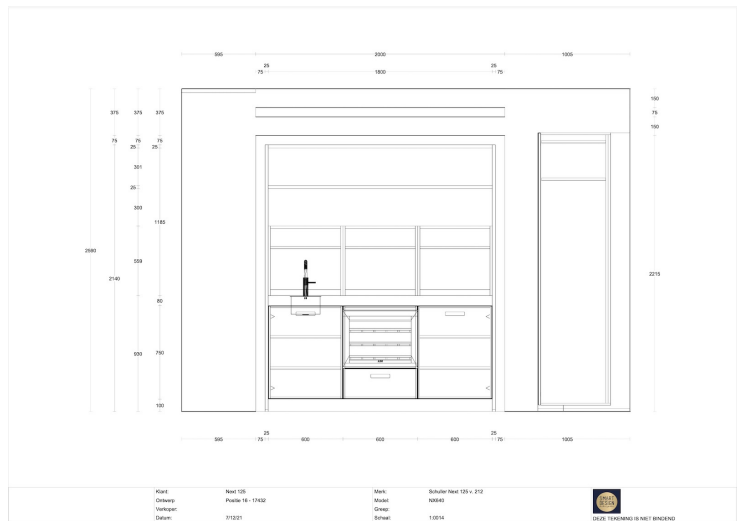 595 2000 1005
25 25
75 1800 75
375 375 375 150
75
75 75 75 150
25 25
301
25
300
1185
2590
559
2140 2215
80
930 750
100
25 25
595 75 600 600 600 75 1005
Klant: Next 125 Merk: Schuller Next 125 v. 212
Ontwerp Positie 16 - 17432 Model: NX640
Verkoper: Greep:
Datum: 7/12/21 Schaal: 1:0014
SMART DESIGN
DEZE TEKENING IS NIET BINDEND